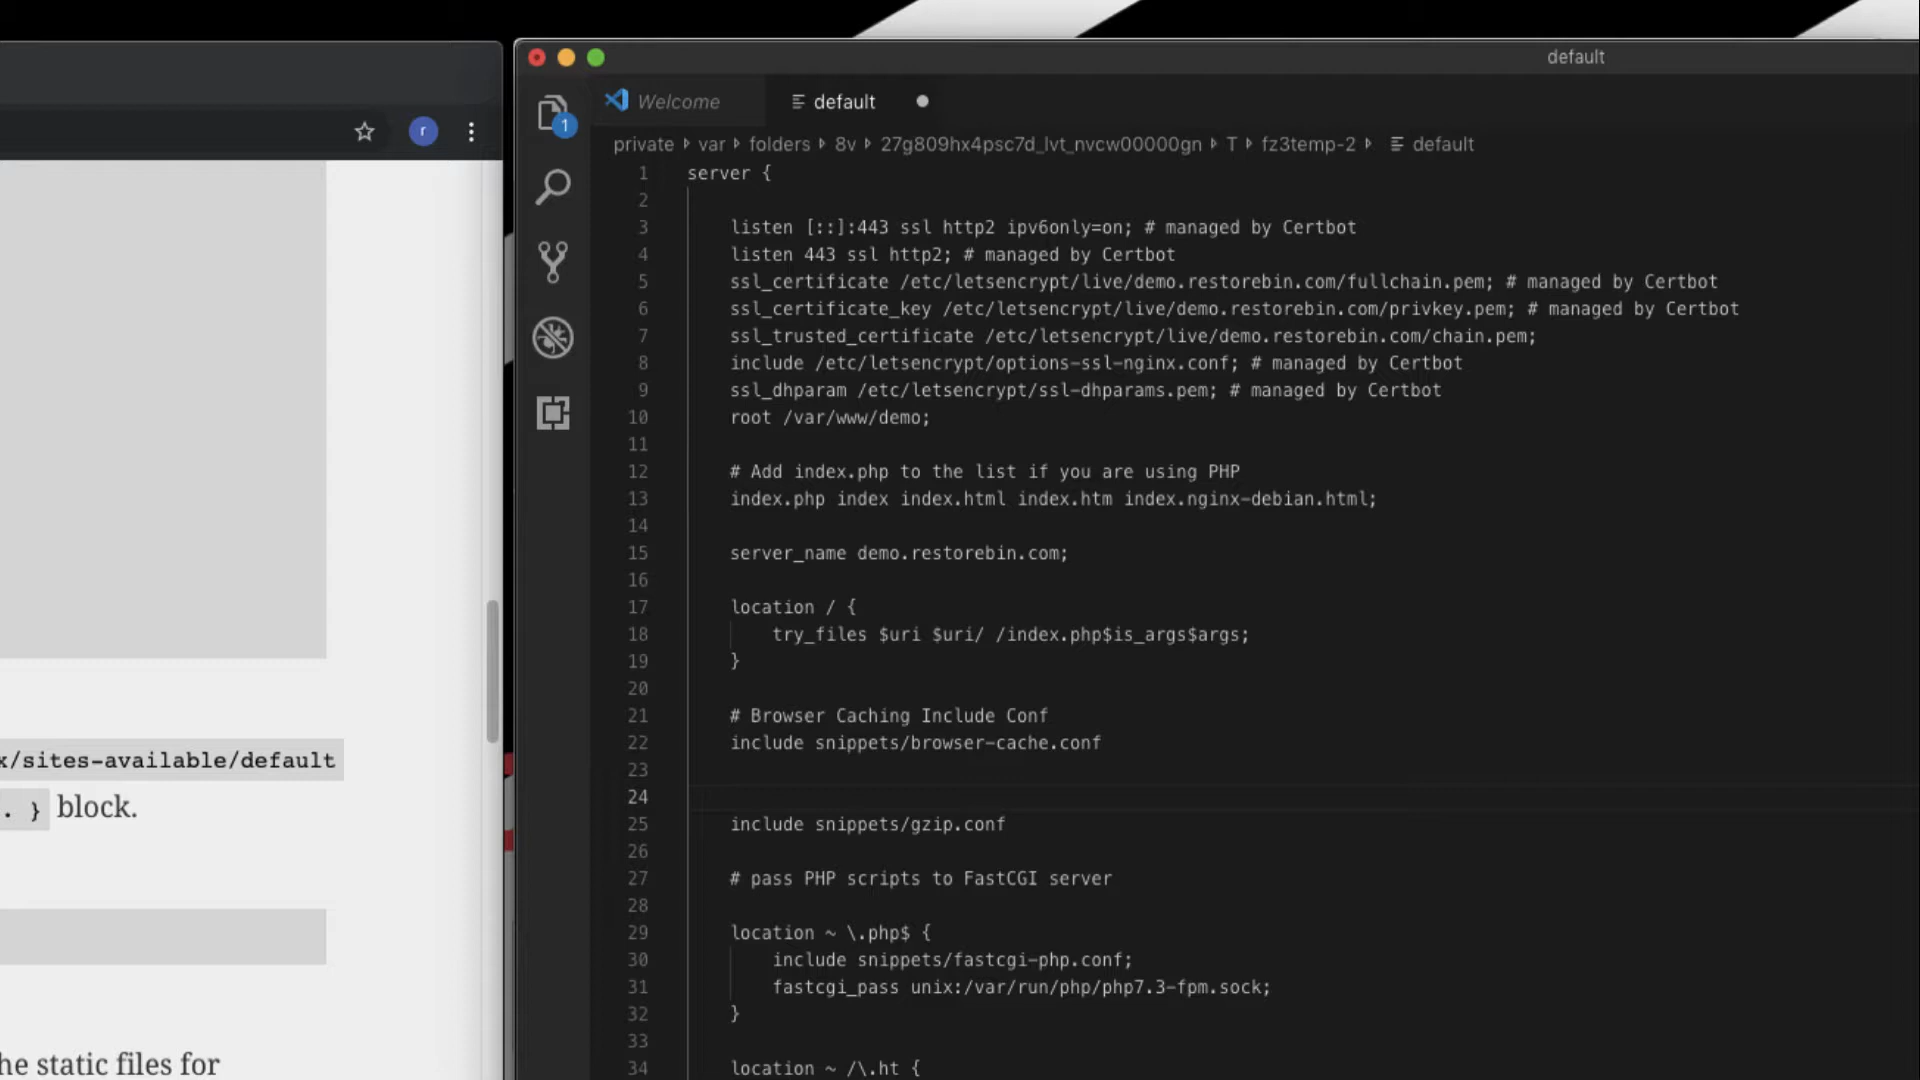 default
r
1
Welcome
default
private var folders 8v 27g809hx4psc7d_lvt_nvcw00000gn T fz3temp-2 default
1 server {
2
3 listen [::]:443 ssl http2 ipv6only=on; # managed by Certbot
4 listen 443 ssl http2; # managed by Certbot
5 ssl_certificate /etc/letsencrypt/live/demo.restorebin.com/fullchain.pem; # managed by Certbot
6 ssl_certificate_key /etc/letsencrypt/live/demo.restorebin.com/privkey.pem; # managed by Certbot
7 ssl_trusted_certificate /etc/letsencrypt/live/demo.restorebin.com/chain.pem;
8 include /etc/letsencrypt/options-ssl-nginx.conf; # managed by Certbot
9 ssl_dhparam /etc/letsencrypt/ssl-dhparams.pem; # managed by Certbot
10 root /var/www/demo;
11
12 # Add index.php to the list if you are using PHP
13 index.php index index.html index.htm index.nginx-debian.html;
14
15 server_name demo.restorebin.com;
16
17 location / {
18 try_files $uri $uri/ /index.php$is_args$args;
19 }
20
21 # Browser Caching Include Conf
22 include snippets/browser-cache.conf
23
24
25 include snippets/gzip.conf
26
27 # pass PHP scripts to FastCGI server
28
29 location ~ \.php$ {
30 include snippets/fastcgi-php.conf;
31 fastcgi_pass unix:/var/run/php/php7.3-fpm.sock;
32 }
33
34 location ~ /\.ht {
x/sites-available/default
. } block.
he static files for